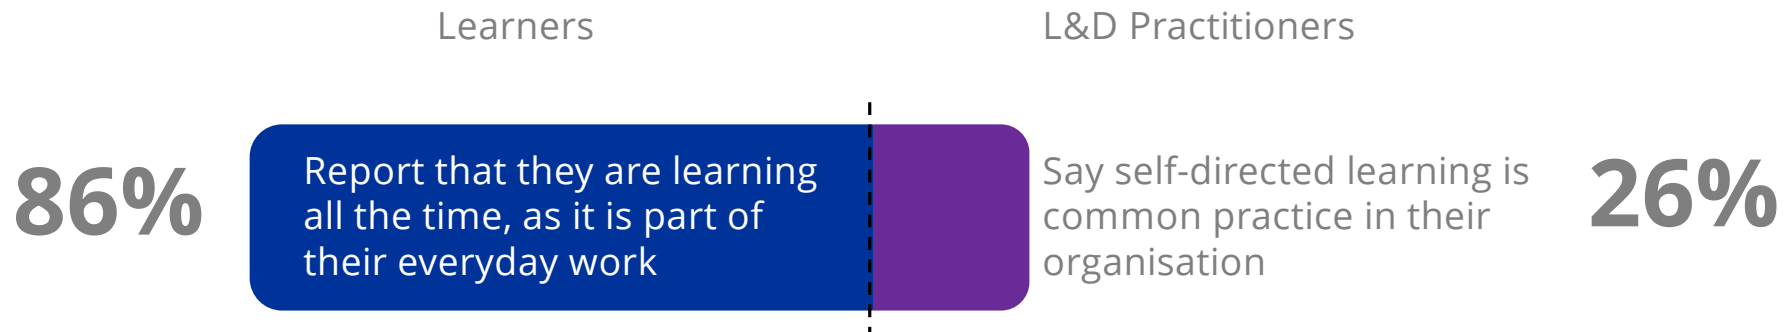 Learners
L&D Practitioners
86%
Report that they are learning
all the time, as it is part of
their everyday work
Say self-directed learning is
common practice in their
organisation
26%